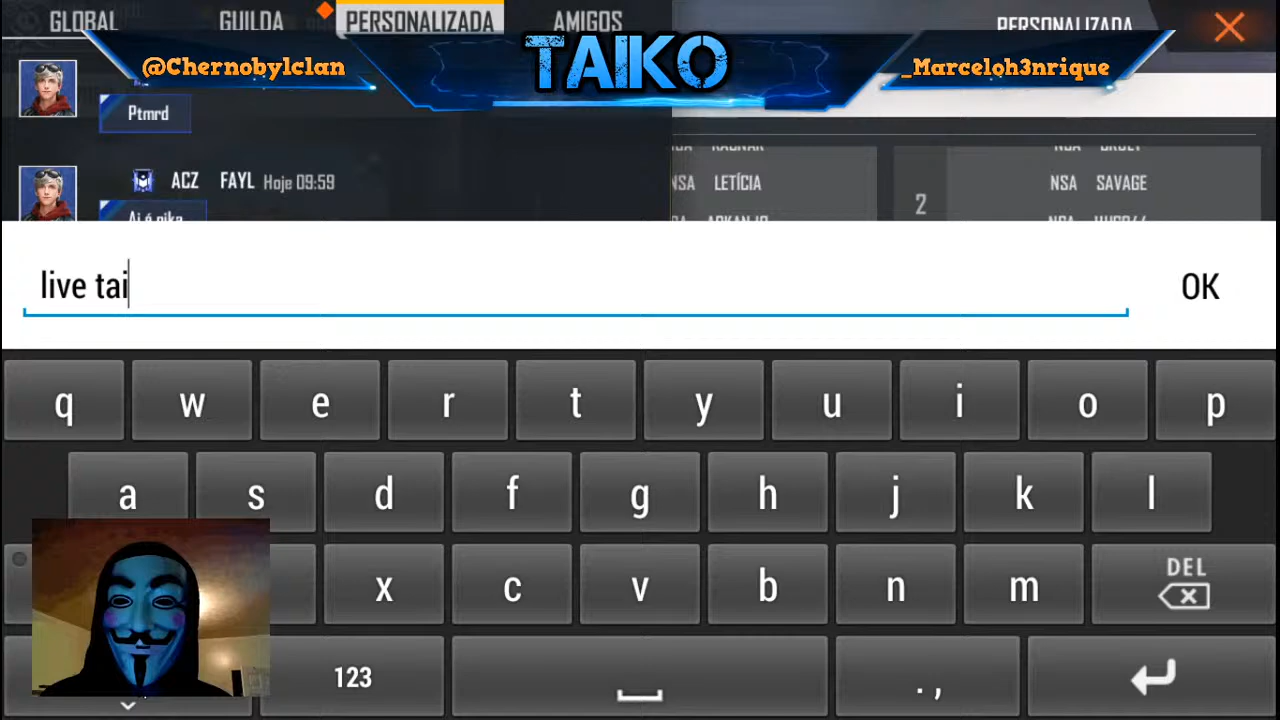 GLOBAL GUILDA PERSONALIZADA AMIGOS PERSONALIZADA
@Chernobylclan TAIKO _Marceloh3nrique
Ptmrd
ACZ FAYL Hoje 09:59
NSA LETÍCIA
2 NSA SAVAGE
live tai OK
q w e r t y u i o p
a s d f g h j k l
x c v b n m DEL
123 . ,